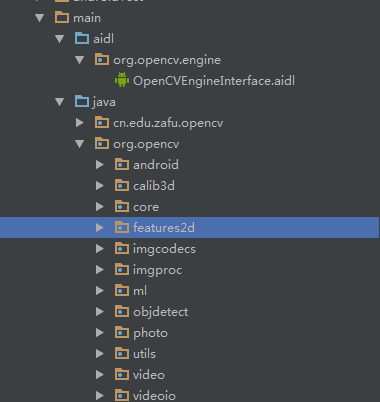 main
aidl
org.opencv.engine
OpenCVEngineInterface.aidl
java
cn.edu.zafu.opencv
org.opencv
android
calib3d
core
features2d
imgcodecs
imgproc
ml
objdetect
photo
utils
video
videoio